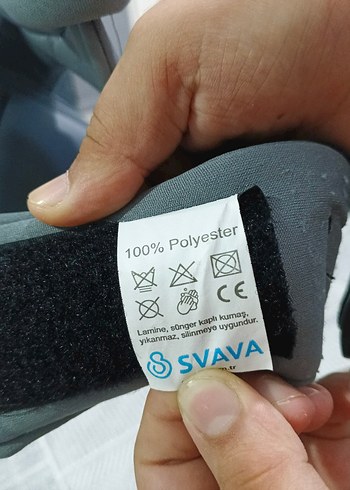 100% Polyester
CE
Lamine, sünger kaplı kumaş,
yıkanmaz, silinmeye uygundur.
SVAVA